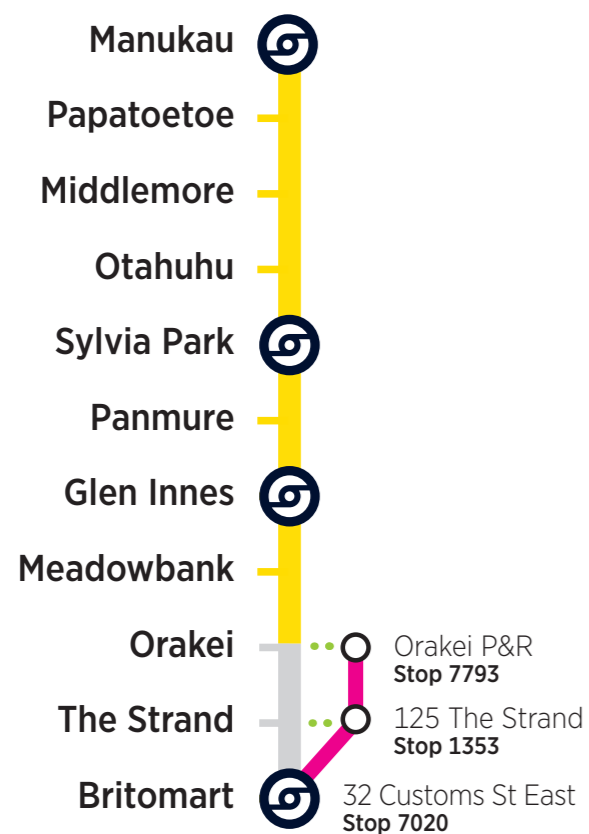 Manukau
Papatoetoe
Middlemore
Otahuhu
Sylvia Park
Panmure
Glen Innes
Meadowbank
Orakei
Orakei P&R
Stop 7793
The Strand
125 The Strand
Stop 1353
Britomart
32 Customs St East
Stop 7020